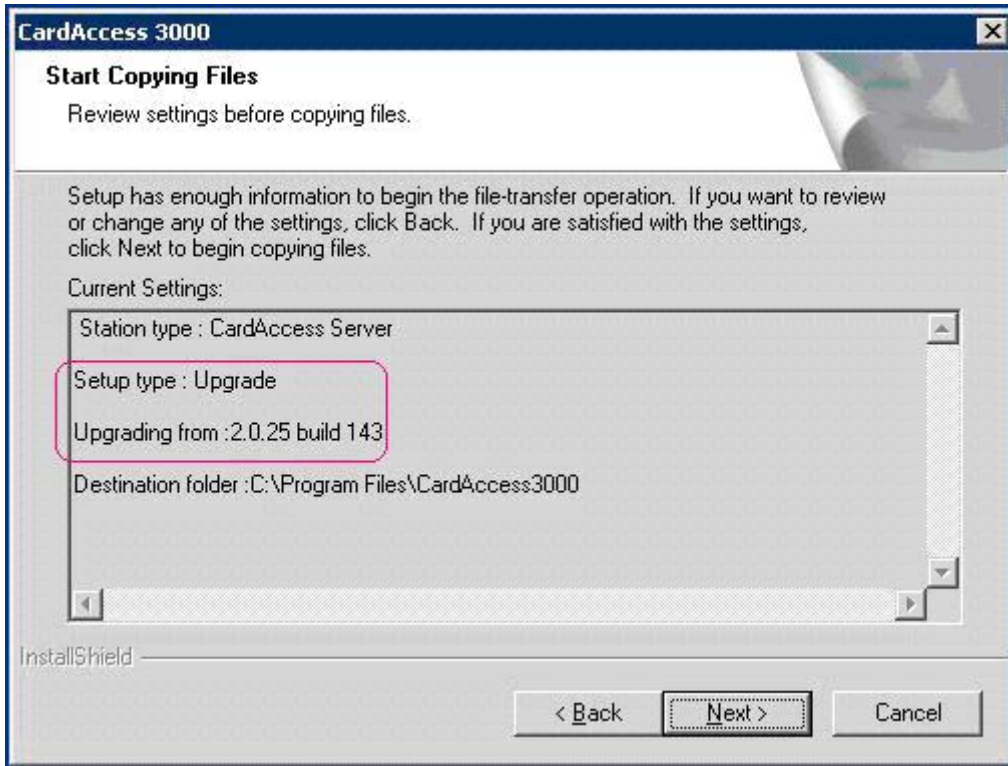 CardAccess 3000
Start Copying Files
Review settings before copying files.
Setup has enough information to begin the file-transfer operation.  If you want to review
or change any of the settings, click Back.  If you are satisfied with the settings,
click Next to begin copying files.
Current Settings:
Station type : CardAccess Server
Setup type : Upgrade
Upgrading from :2.0.25 build 143
Destination folder :C:\Program Files\CardAccess3000
InstallShield
< Back
Next >
Cancel